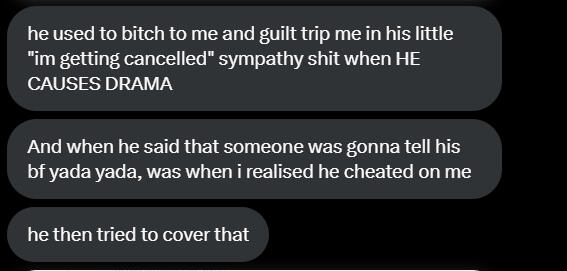 he used to bitch to me and guilt trip me in his little
"im getting cancelled" sympathy shit when HE
CAUSES DRAMA
And when he said that someone was gonna tell his
bf yada yada, was when i realised he cheated on me
he then tried to cover that